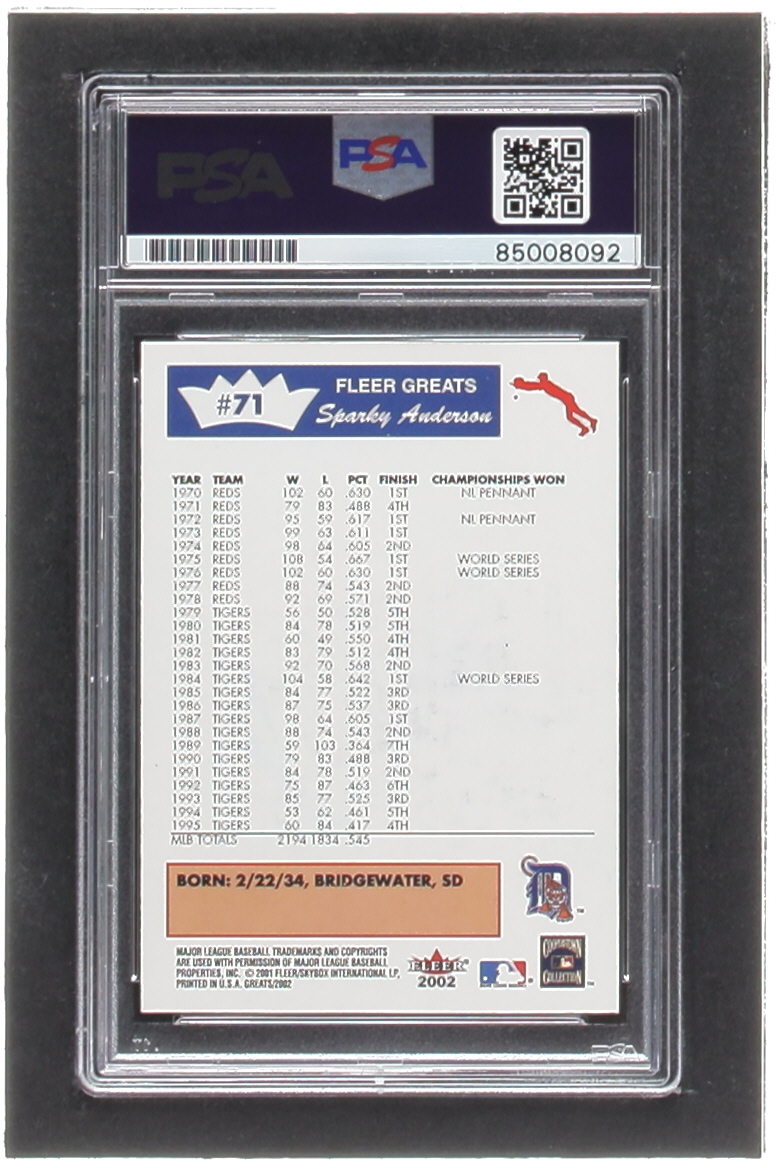 PSA
PSA
85008092
#71
FLEER GREATS
Sparky Anderson
YEAR TEAM W L PCT FINISH CHAMPIONSHIPS WON
1970 REDS 102 60 .630 1ST NL PENNANT
1971 REDS 79 83 .488 4TH
1972 REDS 95 59 .617 1ST NL PENNANT
1973 REDS 99 63 .611 1ST
1974 REDS 98 64 .605 2ND
1975 REDS 108 54 .667 1ST WORLD SERIES
1976 REDS 102 60 .630 1ST WORLD SERIES
1977 REDS 88 74 .543 2ND
1978 REDS 92 69 .571 2ND
1979 TIGERS 56 50 .528 5TH
1980 TIGERS 84 78 .519 5TH
1981 TIGERS 60 49 .550 4TH
1982 TIGERS 83 79 .512 4TH
1983 TIGERS 92 70 .568 2ND
1984 TIGERS 104 58 .642 1ST WORLD SERIES
1985 TIGERS 84 77 .522 3RD
1986 TIGERS 87 75 .537 3RD
1987 TIGERS 98 64 .605 1ST
1988 TIGERS 88 74 .543 2ND
1989 TIGERS 59 103 .364 7TH
1990 TIGERS 79 83 .488 3RD
1991 TIGERS 84 78 .519 2ND
1992 TIGERS 75 87 .463 6TH
1993 TIGERS 85 77 .525 3RD
1994 TIGERS 53 62 .461 5TH
1995 TIGERS 60 84 .417 4TH
MLB TOTALS 2194 1834 .545
BORN: 2/22/34, BRIDGEWATER, SD
D
TM
MAJOR LEAGUE BASEBALL TRADEMARKS AND COPYRIGHTS
ARE USED WITH PERMISSION OF MAJOR LEAGUE BASEBALL
PROPERTIES, INC. © 2001 FLEER/SKYBOX INTERNATIONAL LP,
PRINTED IN U.S.A. GREATS/2002
FLEER
2002
COOPERSTOWN
COLLECTION
PSA